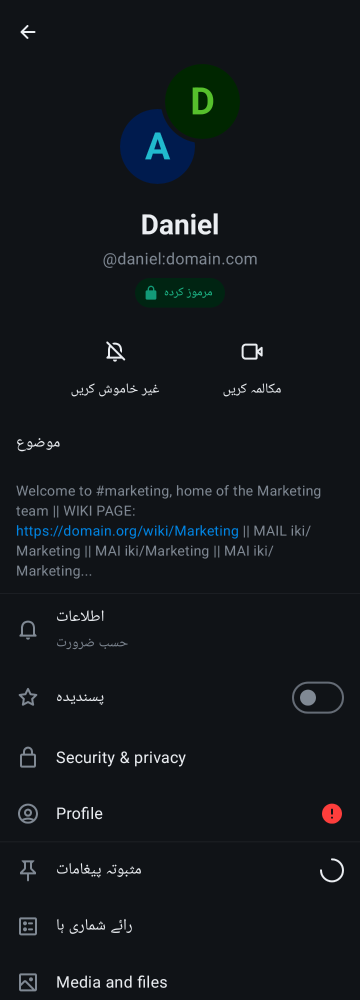 D
A
Daniel
@daniel:domain.com
مرموز کردہ
غیر خاموش کریں
مکالمہ کریں
موضوع
Welcome to #marketing, home of the Marketing
team || WIKI PAGE:
https://domain.org/wiki/Marketing || MAIL iki/
Marketing || MAI iki/Marketing || MAI iki/
Marketing...
اطلاعات
حسب ضرورت
پسندیدہ
Security & privacy
Profile
مثبوتہ پیغامات
رائے شماری ہا
Media and files